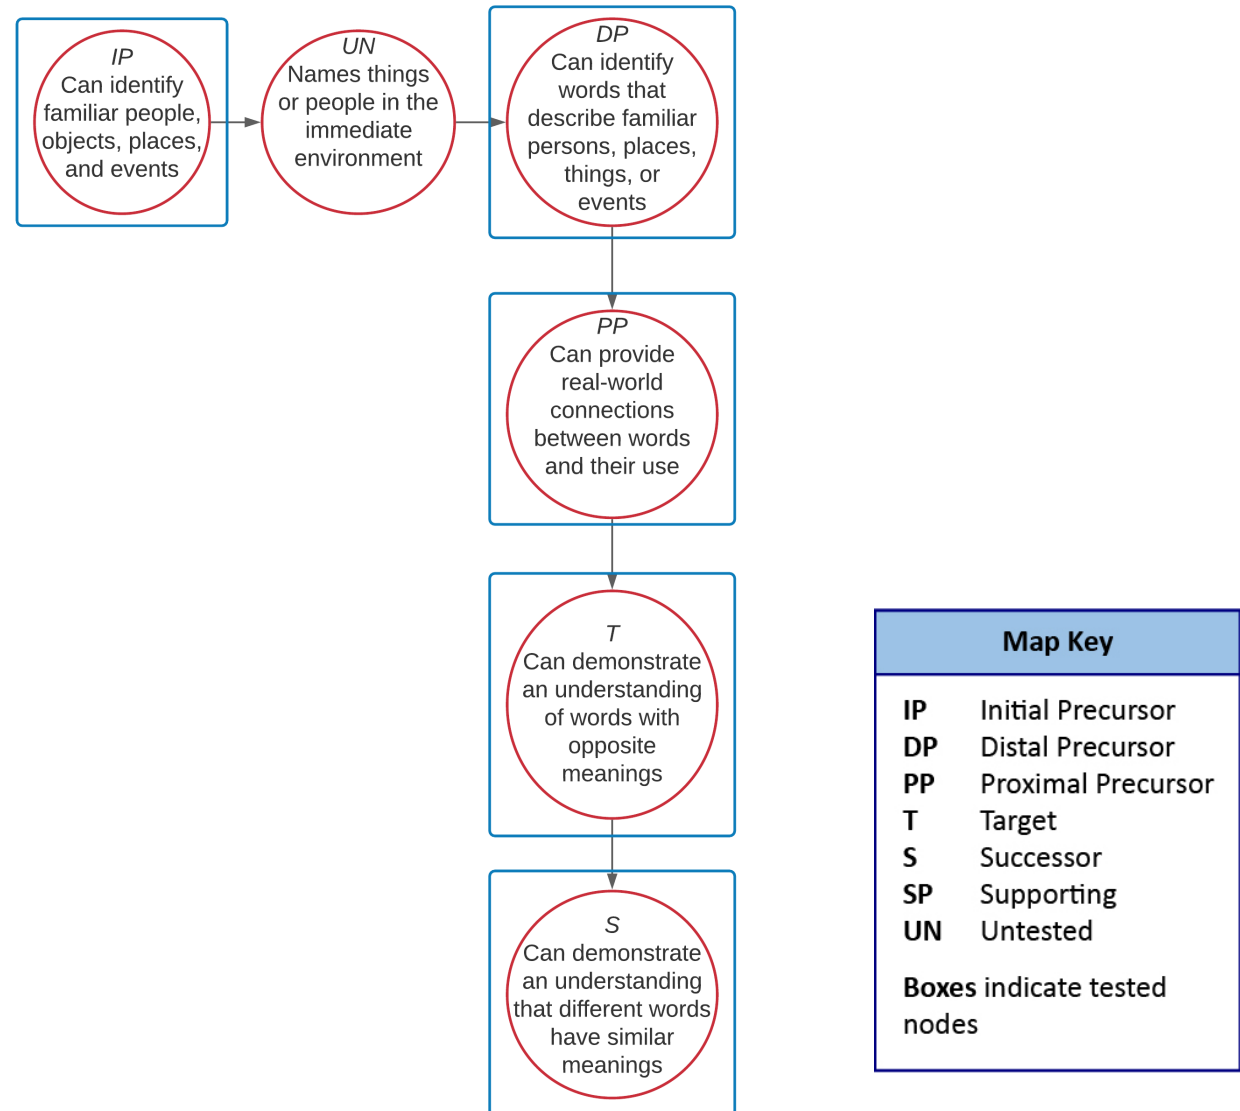 IP
Can identify
familiar people,
objects, places,
and events
UN
Names things
or people in the
immediate
environment
DP
Can identify
words that
describe familiar
persons, places,
things, or
events
PP
Can provide
real-world
connections
between words
and their use
T
Can demonstrate
an understanding
of words with
opposite
meanings
S
Can demonstrate
an understanding
that different words
have similar
meanings
Map Key
IP Initial Precursor
DP Distal Precursor
PP Proximal Precursor
T Target
S Successor
SP Supporting
UN Untested
Boxes indicate tested
nodes